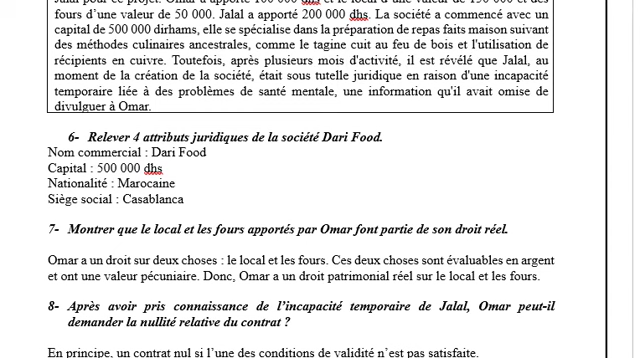 Jalal pour ce projet. Omar a apporté 100 000 dhs et le local d'une valeur de 150 000 et des
fours d'une valeur de 50 000. Jalal a apporté 200 000 dhs. La société a commencé avec un
capital de 500 000 dirhams, elle se spécialise dans la préparation de repas faits maison suivant
des méthodes culinaires ancestrales, comme le tagine cuit au feu de bois et l'utilisation de
récipients en cuivre. Toutefois, après plusieurs mois d'activité, il est révélé que Jalal, au
moment de la création de la société, était sous tutelle juridique en raison d'une incapacité
temporaire liée à des problèmes de santé mentale, une information qu'il avait omise de
divulguer à Omar.
6- Relever 4 attributs juridiques de la société Dari Food.
Nom commercial : Dari Food
Capital : 500 000 dhs
Nationalité : Marocaine
Siège social : Casablanca
7- Montrer que le local et les fours apportés par Omar font partie de son droit réel.
Omar a un droit sur deux choses : le local et les fours. Ces deux choses sont évaluables en argent
et ont une valeur pécuniaire. Donc, Omar a un droit patrimonial réel sur le local et les fours.
8- Après avoir pris connaissance de l'incapacité temporaire de Jalal, Omar peut-il
demander la nullité relative du contrat ?
En principe, un contrat nul si l'une des conditions de validité n'est pas satisfaite.